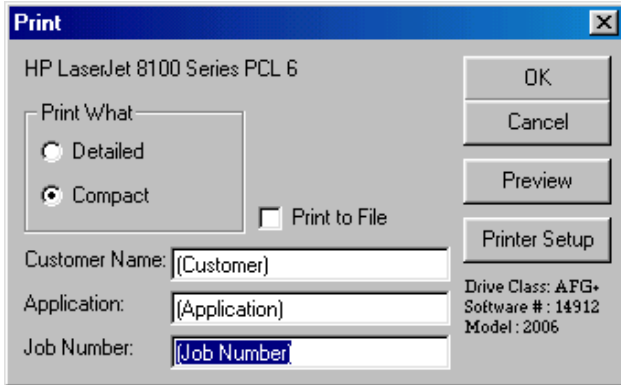 Print
HP LaserJet 8100 Series PCL 6
Print What
Detailed
Compact
Print to File
Customer Name: (Customer)
Application: (Application)
Job Number: (Job Number)
OK
Cancel
Preview
Printer Setup
Drive Class: AFG+
Software # : 14912
Model : 2006